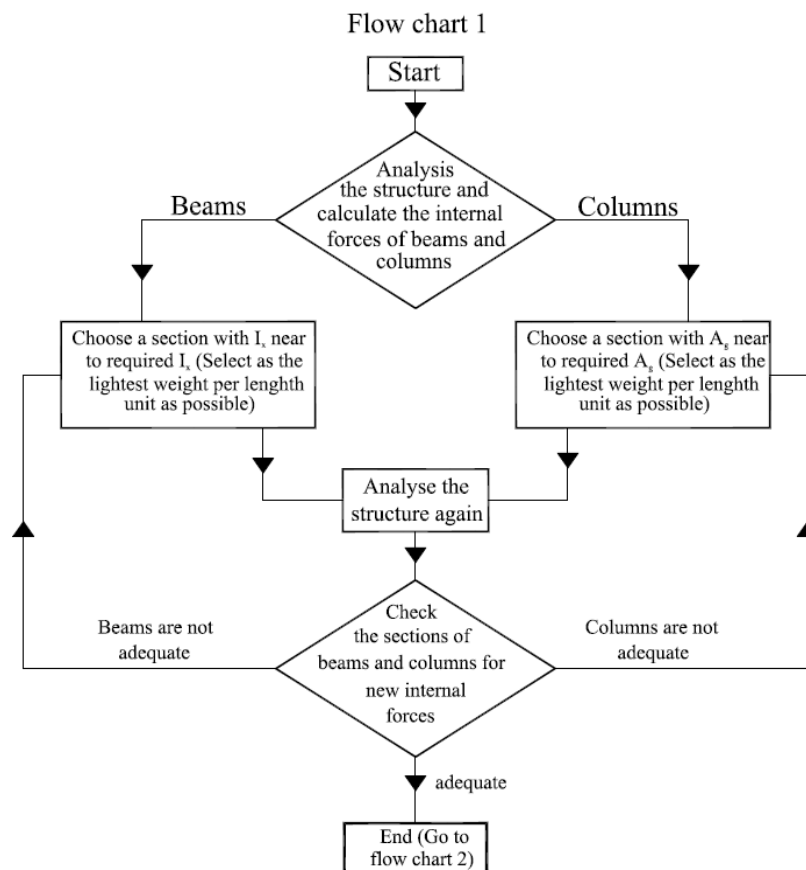 Flow chart 1
Start
Analysis
the structure and
calculate the internal
forces of beams and
columns
Beams
Columns
Choose a section with Iₓ near
to required Iₓ (Select as the
lightest weight per lenghth
unit as possible)
Choose a section with Aₛ near
to required Aₛ (Select as the
lightest weight per lenghth
unit as possible)
Analyse the
structure again
Check
the sections of
beams and columns for
new internal
forces
Beams are not
adequate
Columns are not
adequate
adequate
End (Go to
flow chart 2)